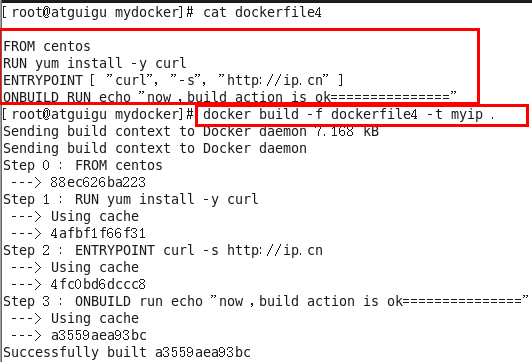 [ root@atguigu mydocker]# cat dockerfile4
FROM centos
RUN yum install -y curl
ENTRYPOINT [ "curl", "-s", "http://ip.cn" ]
ONBUILD RUN echo "now , build action is ok==============="
[ root@atguigu mydocker]# docker build -f dockerfile4 -t myip .
Sending build context to Docker daemon 7.168 kB
Sending build context to Docker daemon
Step 0 : FROM centos
---> 88ec626ba223
Step 1 : RUN yum install -y curl
---> Using cache
---> 4afbf1f66f31
Step 2 : ENTRYPOINT curl -s http://ip.cn
---> Using cache
---> 4fc0bd6dccc8
Step 3 : ONBUILD run echo "now , build action is ok==============="
---> Using cache
---> a3559aea93bc
Successfully built a3559aea93bc